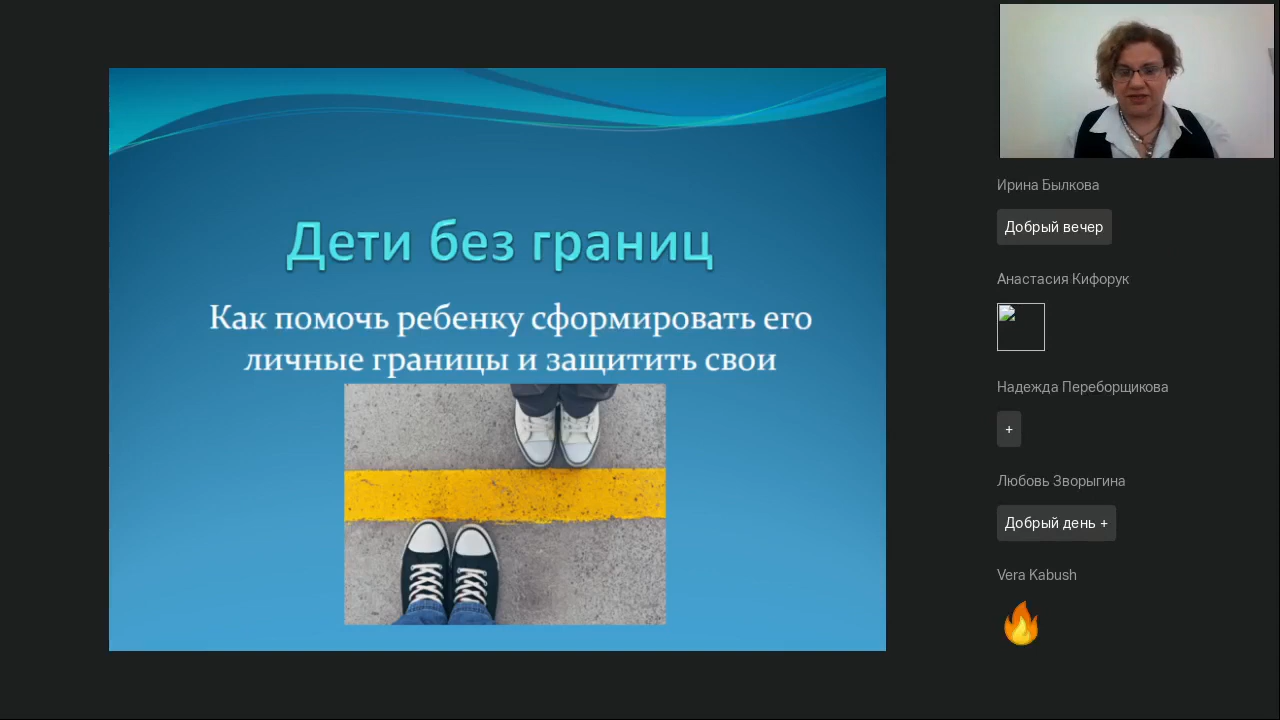 Дети без границ
Как помочь ребенку сформировать его
личные границы и защитить свои
Ирина Былкова
Добрый вечер
Анастасия Кифорук
Надежда Переборщикова
+
Любовь Зворыгина
Добрый день +
Vera Kabush